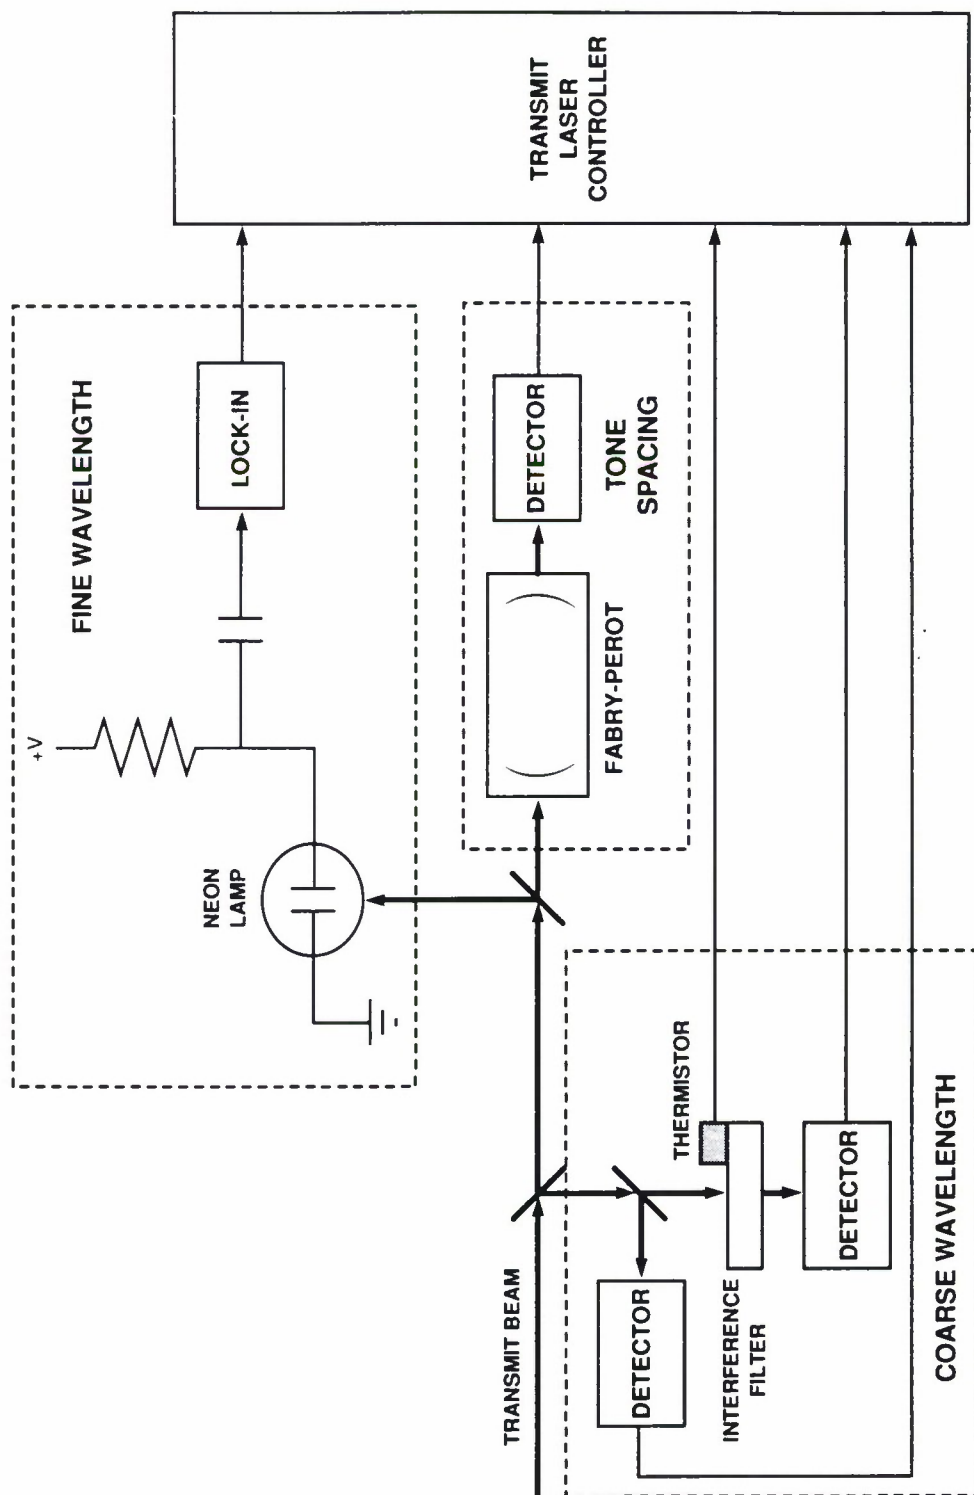 TRANSMIT
LASER
CONTROLLER
FINE WAVELENGTH
LOCK-IN
+V
NEON
LAMP
DETECTOR
TONE
SPACING
FABRY-PEROT
TRANSMIT BEAM
THERMISTOR
DETECTOR
INTERFERENCE
FILTER
DETECTOR
COARSE WAVELENGTH